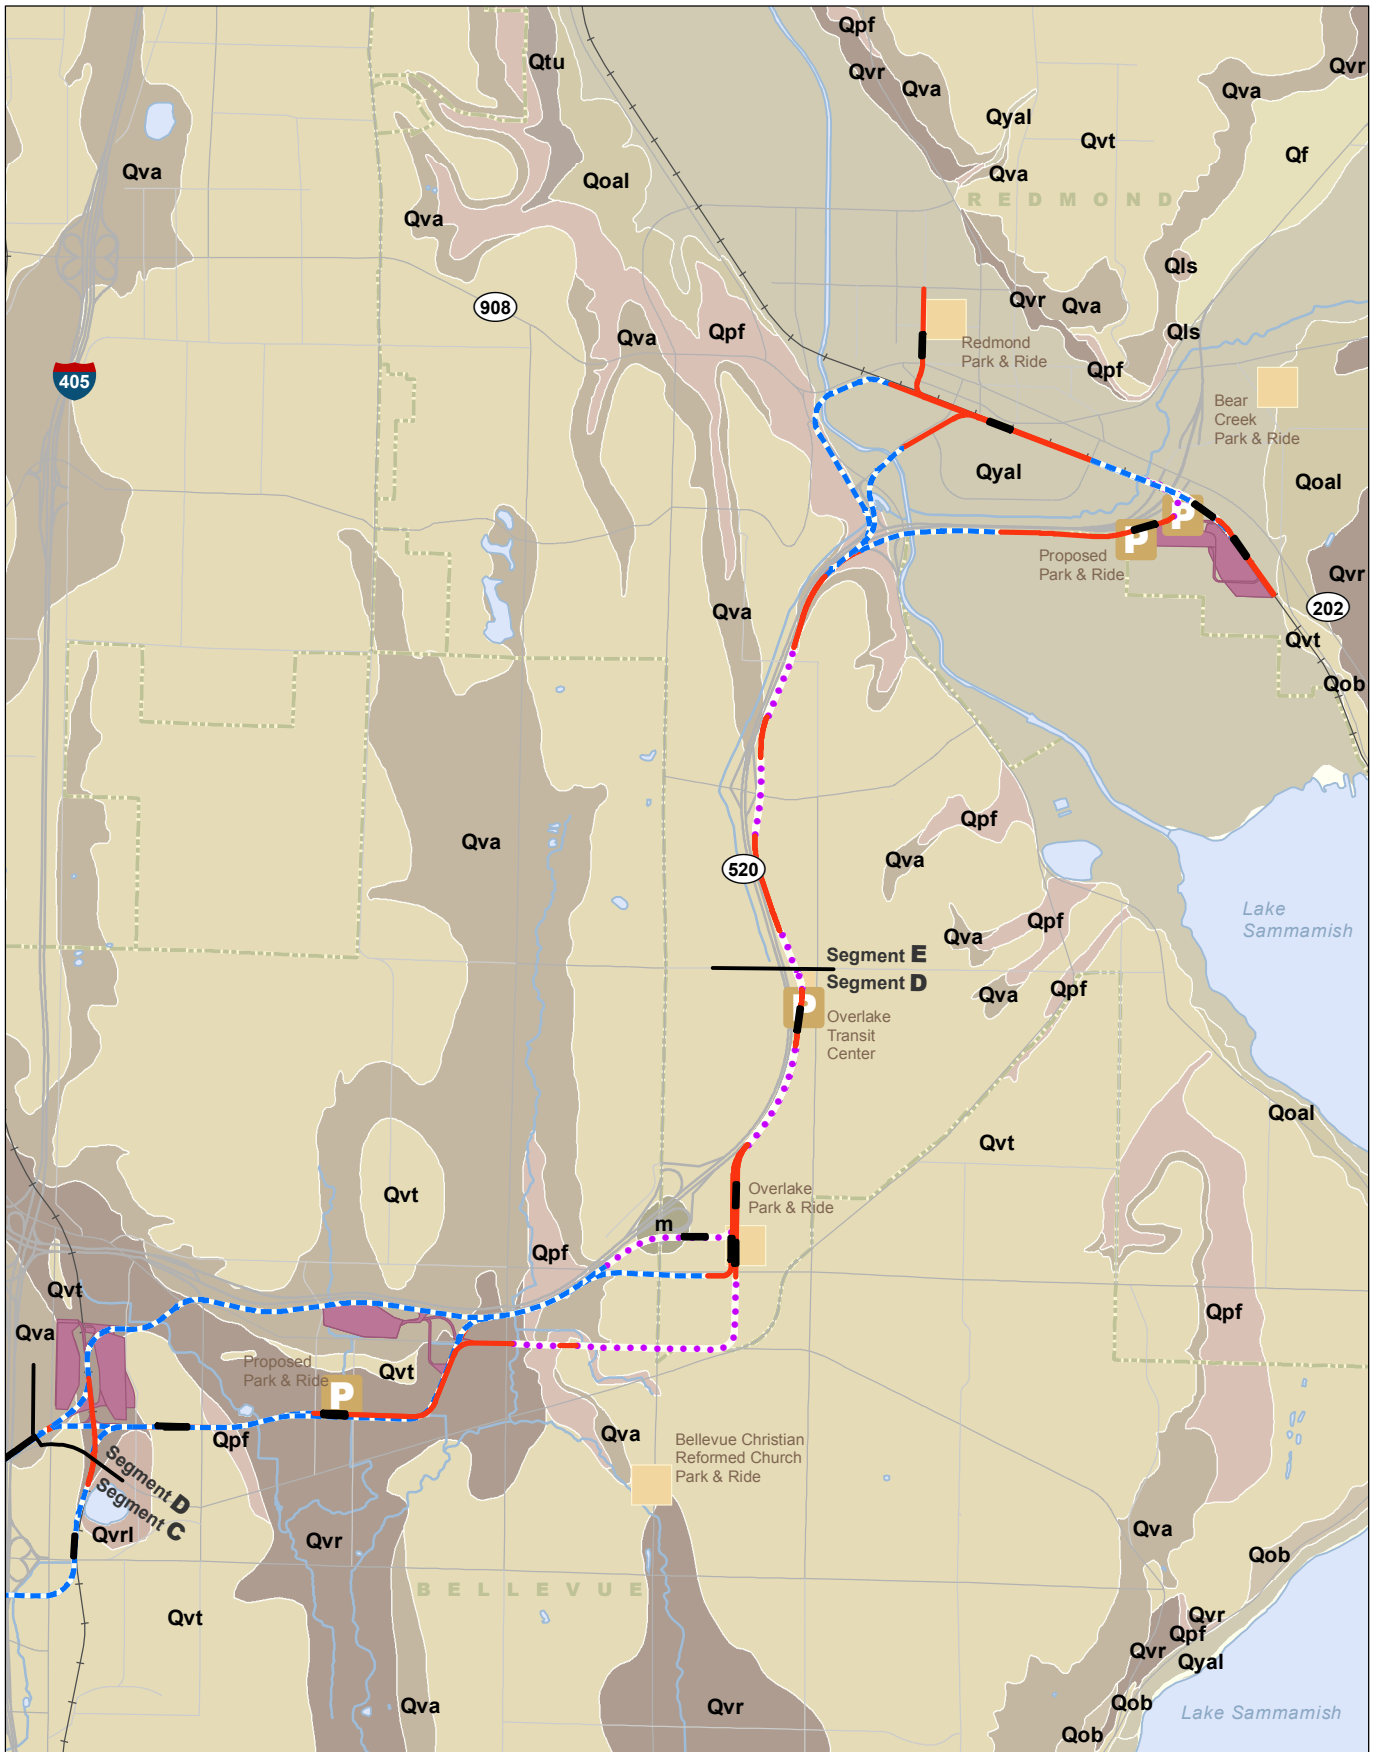 Qpf
Qtu
Qvr
Qva
Qva
Qvr
Qyal
Qvt
Qf
Qva
Qva
Qoal
REDMOND
Qva
Qls
908
Qvr
Qva
Qva
Qpf
Qls
Redmond
Park & Ride
Qpf
405
Bear
Creek
Park & Ride
Qyal
Qoal
P
P
Proposed
Park & Ride
Qvr
202
Qva
Qvt
Qob
Qpf
Qva
Qva
520
Lake
Sammamish
Qpf
Qva
Segment E
Segment D
Qva
Qpf
P
Overlake
Transit
Center
Qoal
Qvt
Qvt
Overlake
Park & Ride
m
Qpf
Qvt
Qpf
Qva
Proposed
Park & Ride
Qvt
P
Qva
Qpf
Bellevue Christian
Reformed Church
Park & Ride
Segment D
Segment C
Qvrl
Qvr
Qva
Qob
BELLEVUE
Qvt
Qvr
Qpf
Qvr
Qyal
Qva
Qvr
Qob
Lake Sammamish
Qob